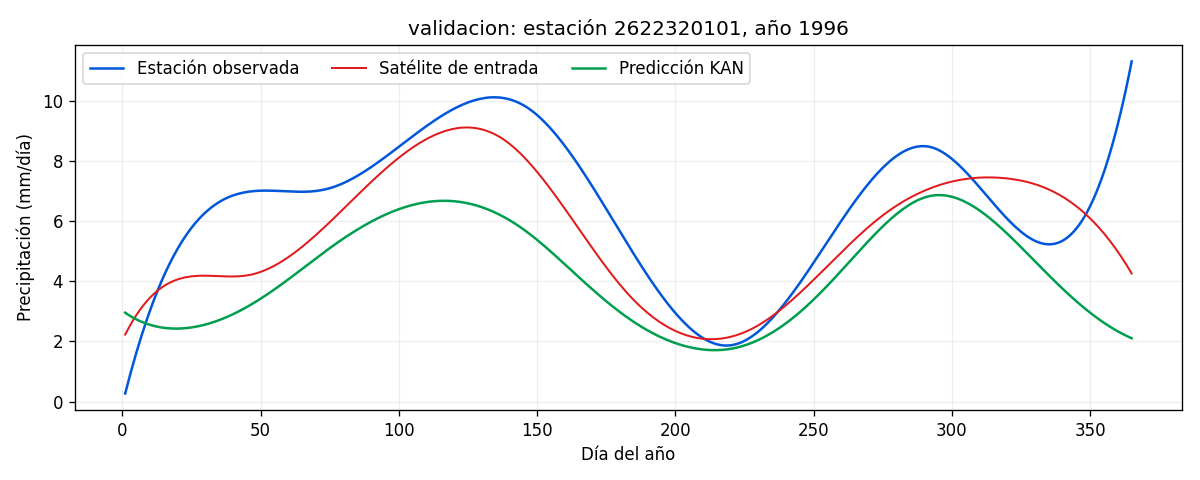 validacion: estación 2622320101, año 1996
Estación observada
Satélite de entrada
Predicción KAN
Precipitación (mm/día)
10
8
6
4
2
0
0
50
100
150
200
250
300
350
Día del año